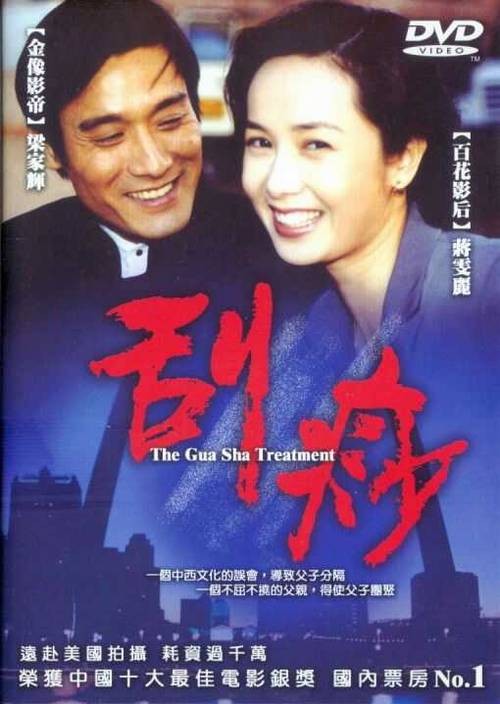 DVD
VIDEO
TM
【金像影帝】梁家輝
【百花影后】蔣雯麗
刮痧
The Gua Sha Treatment
一個中西文化的誤會，導致父子分隔
一個不屈不撓的父親，得使父子團聚
遠赴美國拍攝 耗資過千萬
榮獲中國十大最佳電影銀獎 國內票房No.1